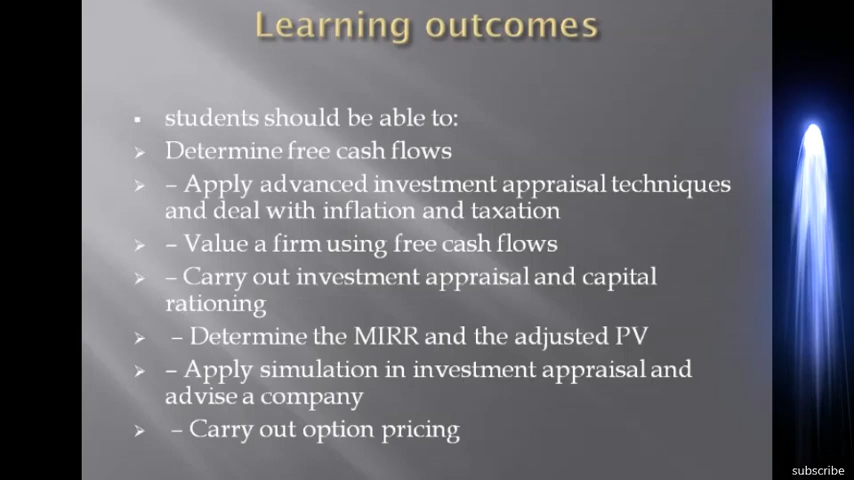 Learning outcomes
▪ students should be able to:
➢ Determine free cash flows
➢ – Apply advanced investment appraisal techniques
and deal with inflation and taxation
➢ – Value a firm using free cash flows
➢ – Carry out investment appraisal and capital
rationing
➢ – Determine the MIRR and the adjusted PV
➢ – Apply simulation in investment appraisal and
advise a company
➢ – Carry out option pricing
subscribe